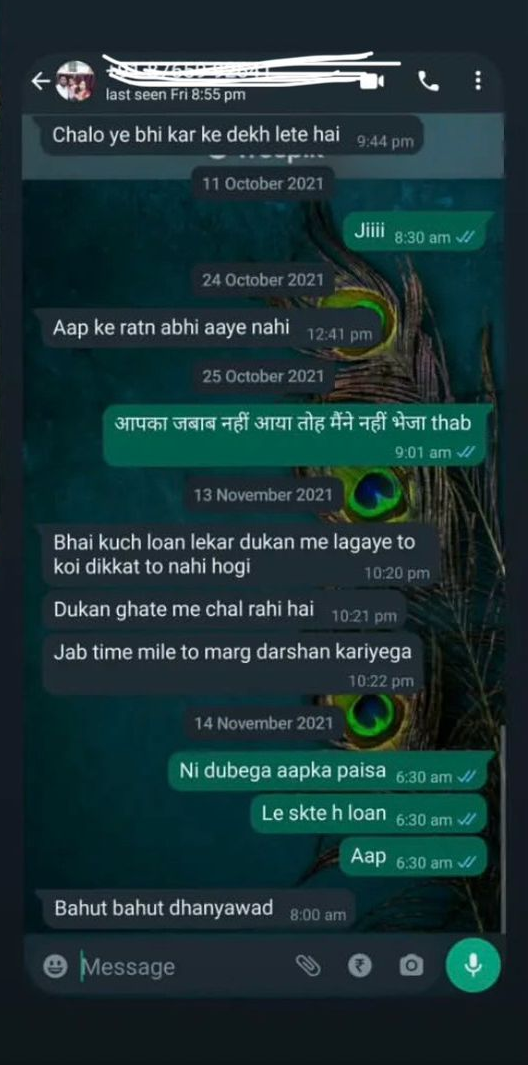 last seen Fri 8:55 pm
Chalo ye bhi kar ke dekh lete hai 9:44 pm
11 October 2021
Jiiii 8:30 am
24 October 2021
Aap ke ratn abhi aaye nahi 12:41 pm
25 October 2021
आपका जबाब नहीं आया तोह मैंने नहीं भेजा thab
9:01 am
13 November 2021
Bhai kuch loan lekar dukan me lagaye to
koi dikkat to nahi hogi 10:20 pm
Dukan ghate me chal rahi hai 10:21 pm
Jab time mile to marg darshan kariyega
10:22 pm
14 November 2021
Ni dubega aapka paisa 6:30 am
Le skte h loan 6:30 am
Aap 6:30 am
Bahut bahut dhanyawad 8:00 am
Message